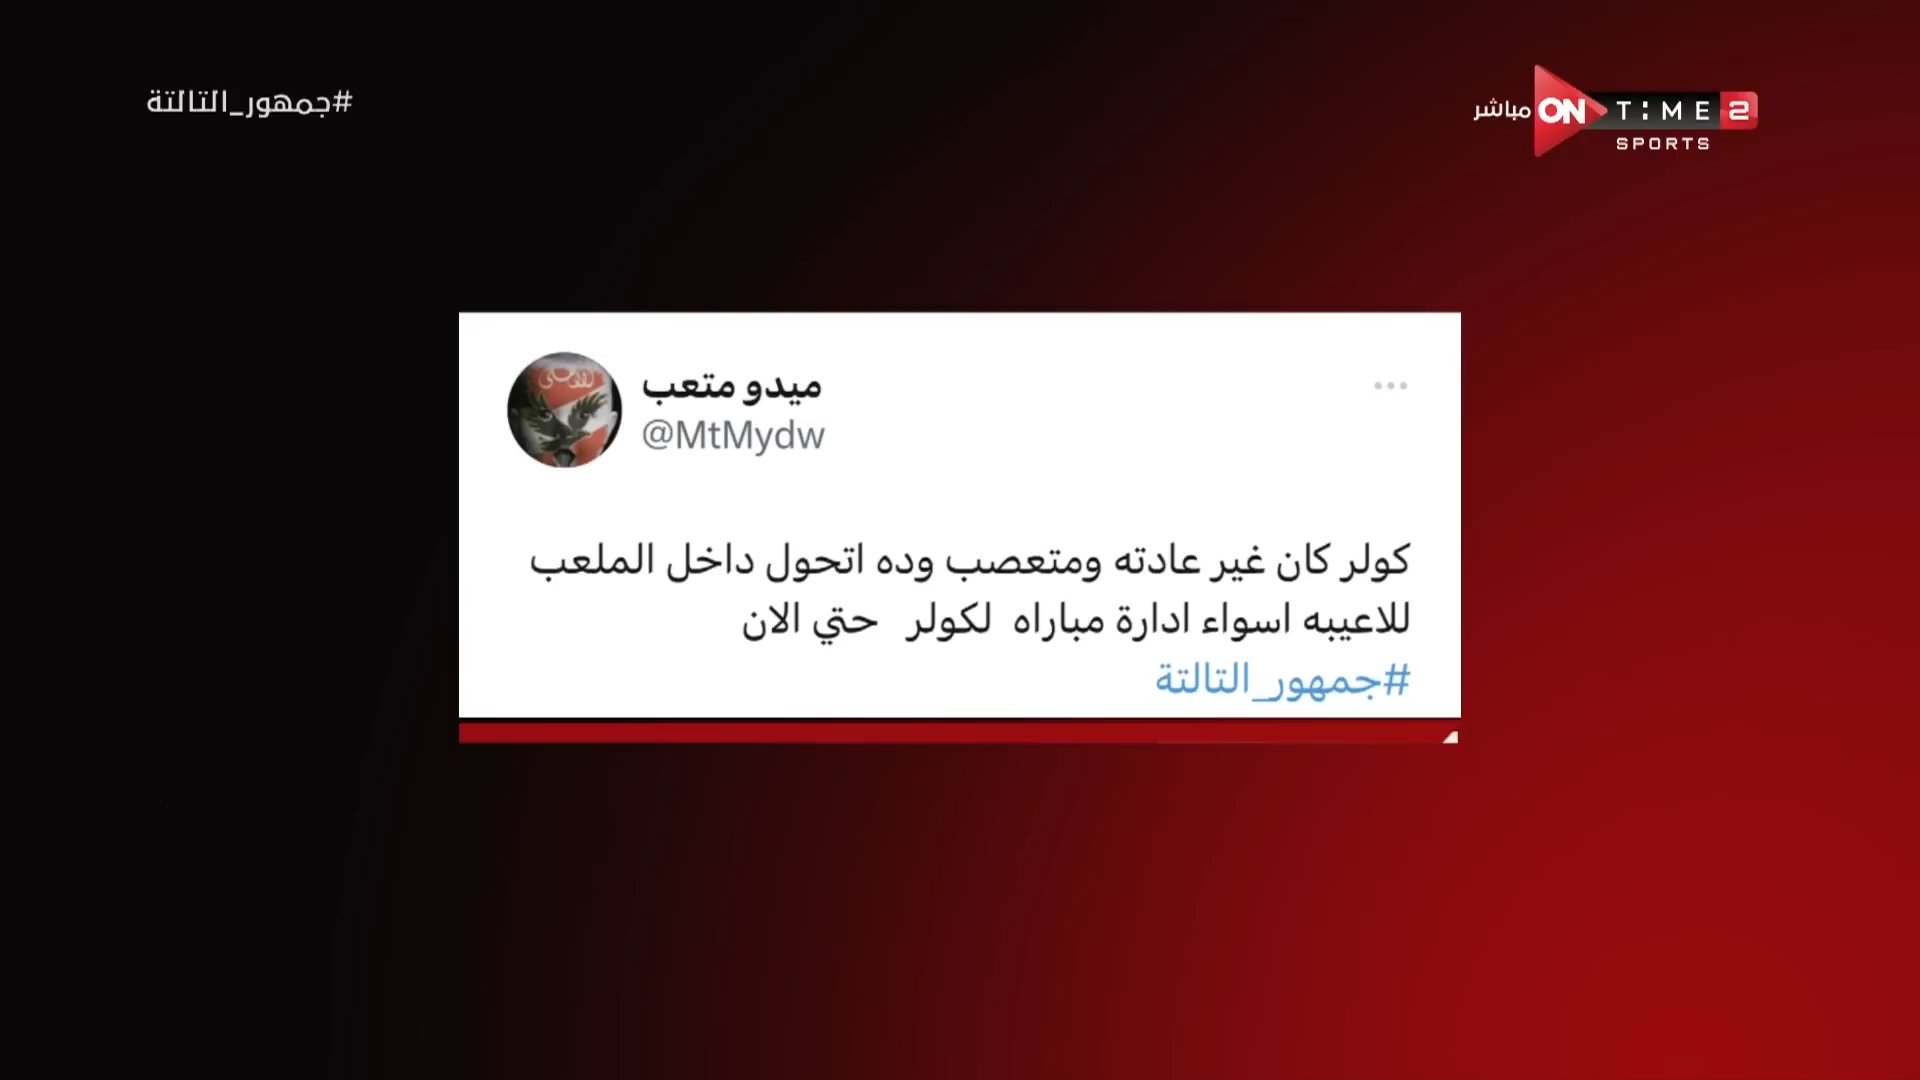 #جمهور_التالتة
مباشر ON TIME 2
SPORTS
ميدو متعب
@MtMydw
كولر كان غير عادته ومتعصب وده اتحول داخل الملعب
للاعيبه اسواء ادارة مباراه لكولر حتي الان
#جمهور_التالتة